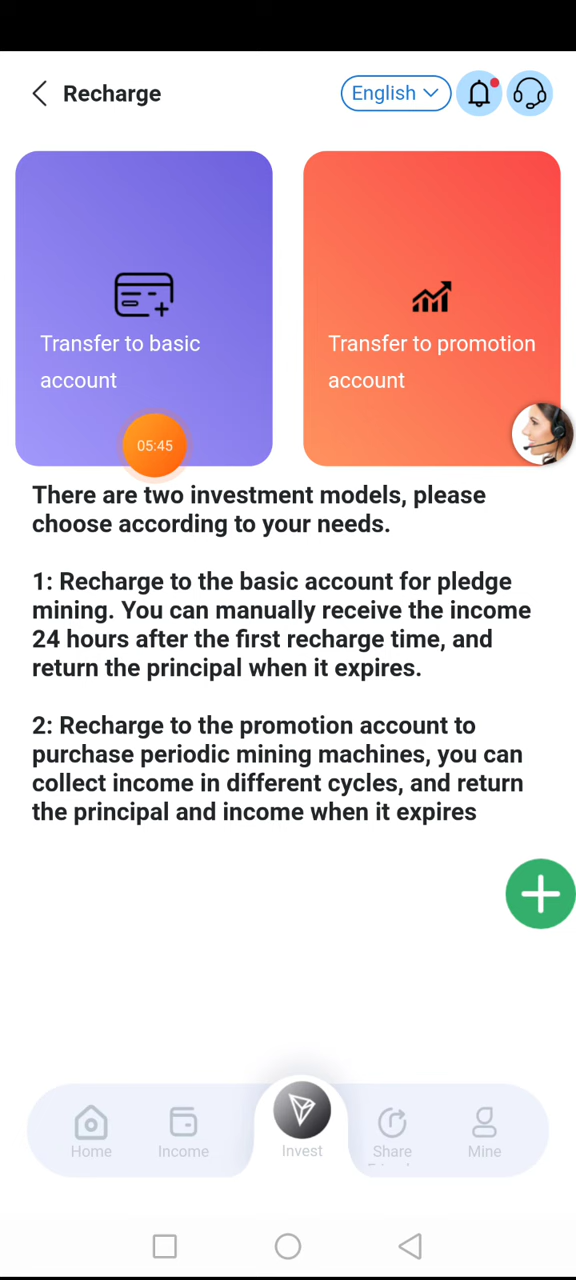 Recharge
English
Transfer to basic
account
Transfer to promotion
account
05:45
There are two investment models, please
choose according to your needs.
1: Recharge to the basic account for pledge
mining. You can manually receive the income
24 hours after the first recharge time, and
return the principal when it expires.
2: Recharge to the promotion account to
purchase periodic mining machines, you can
collect income in different cycles, and return
the principal and income when it expires
Home
Income
Invest
Share
Mine